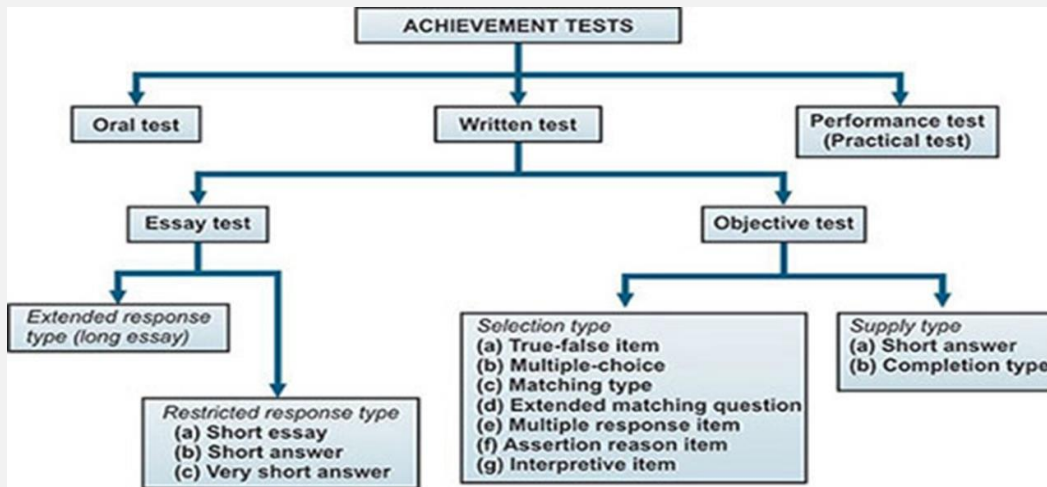 ACHIEVEMENT TESTS
Oral test
Written test
Performance test
(Practical test)
Essay test
Objective test
Extended response
type (long essay)
Restricted response type
(a) Short essay
(b) Short answer
(c) Very short answer
Selection type
(a) True-false item
(b) Multiple-choice
(c) Matching type
(d) Extended matching question
(e) Multiple response item
(f) Assertion reason item
(g) Interpretive item
Supply type
(a) Short answer
(b) Completion type